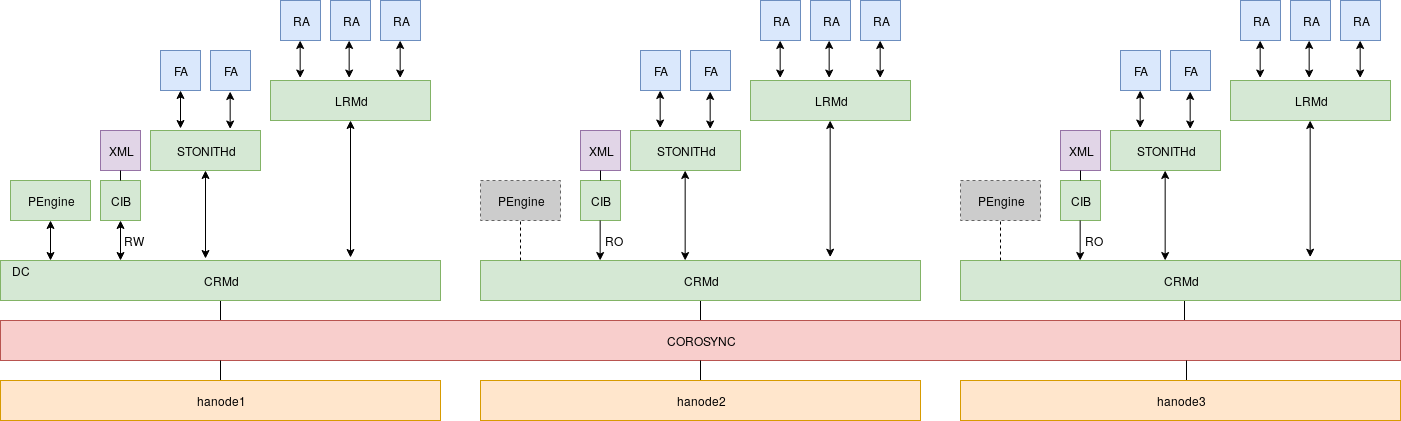 RA RA RA RA RA RA RA RA RA
FA FA FA FA FA FA
LRMd LRMd LRMd
XML STONITHd XML STONITHd XML STONITHd
PEngine CIB PEngine CIB PEngine CIB
RW RO RO
DC
CRMd CRMd CRMd
COROSYNC
hanode1 hanode2 hanode3